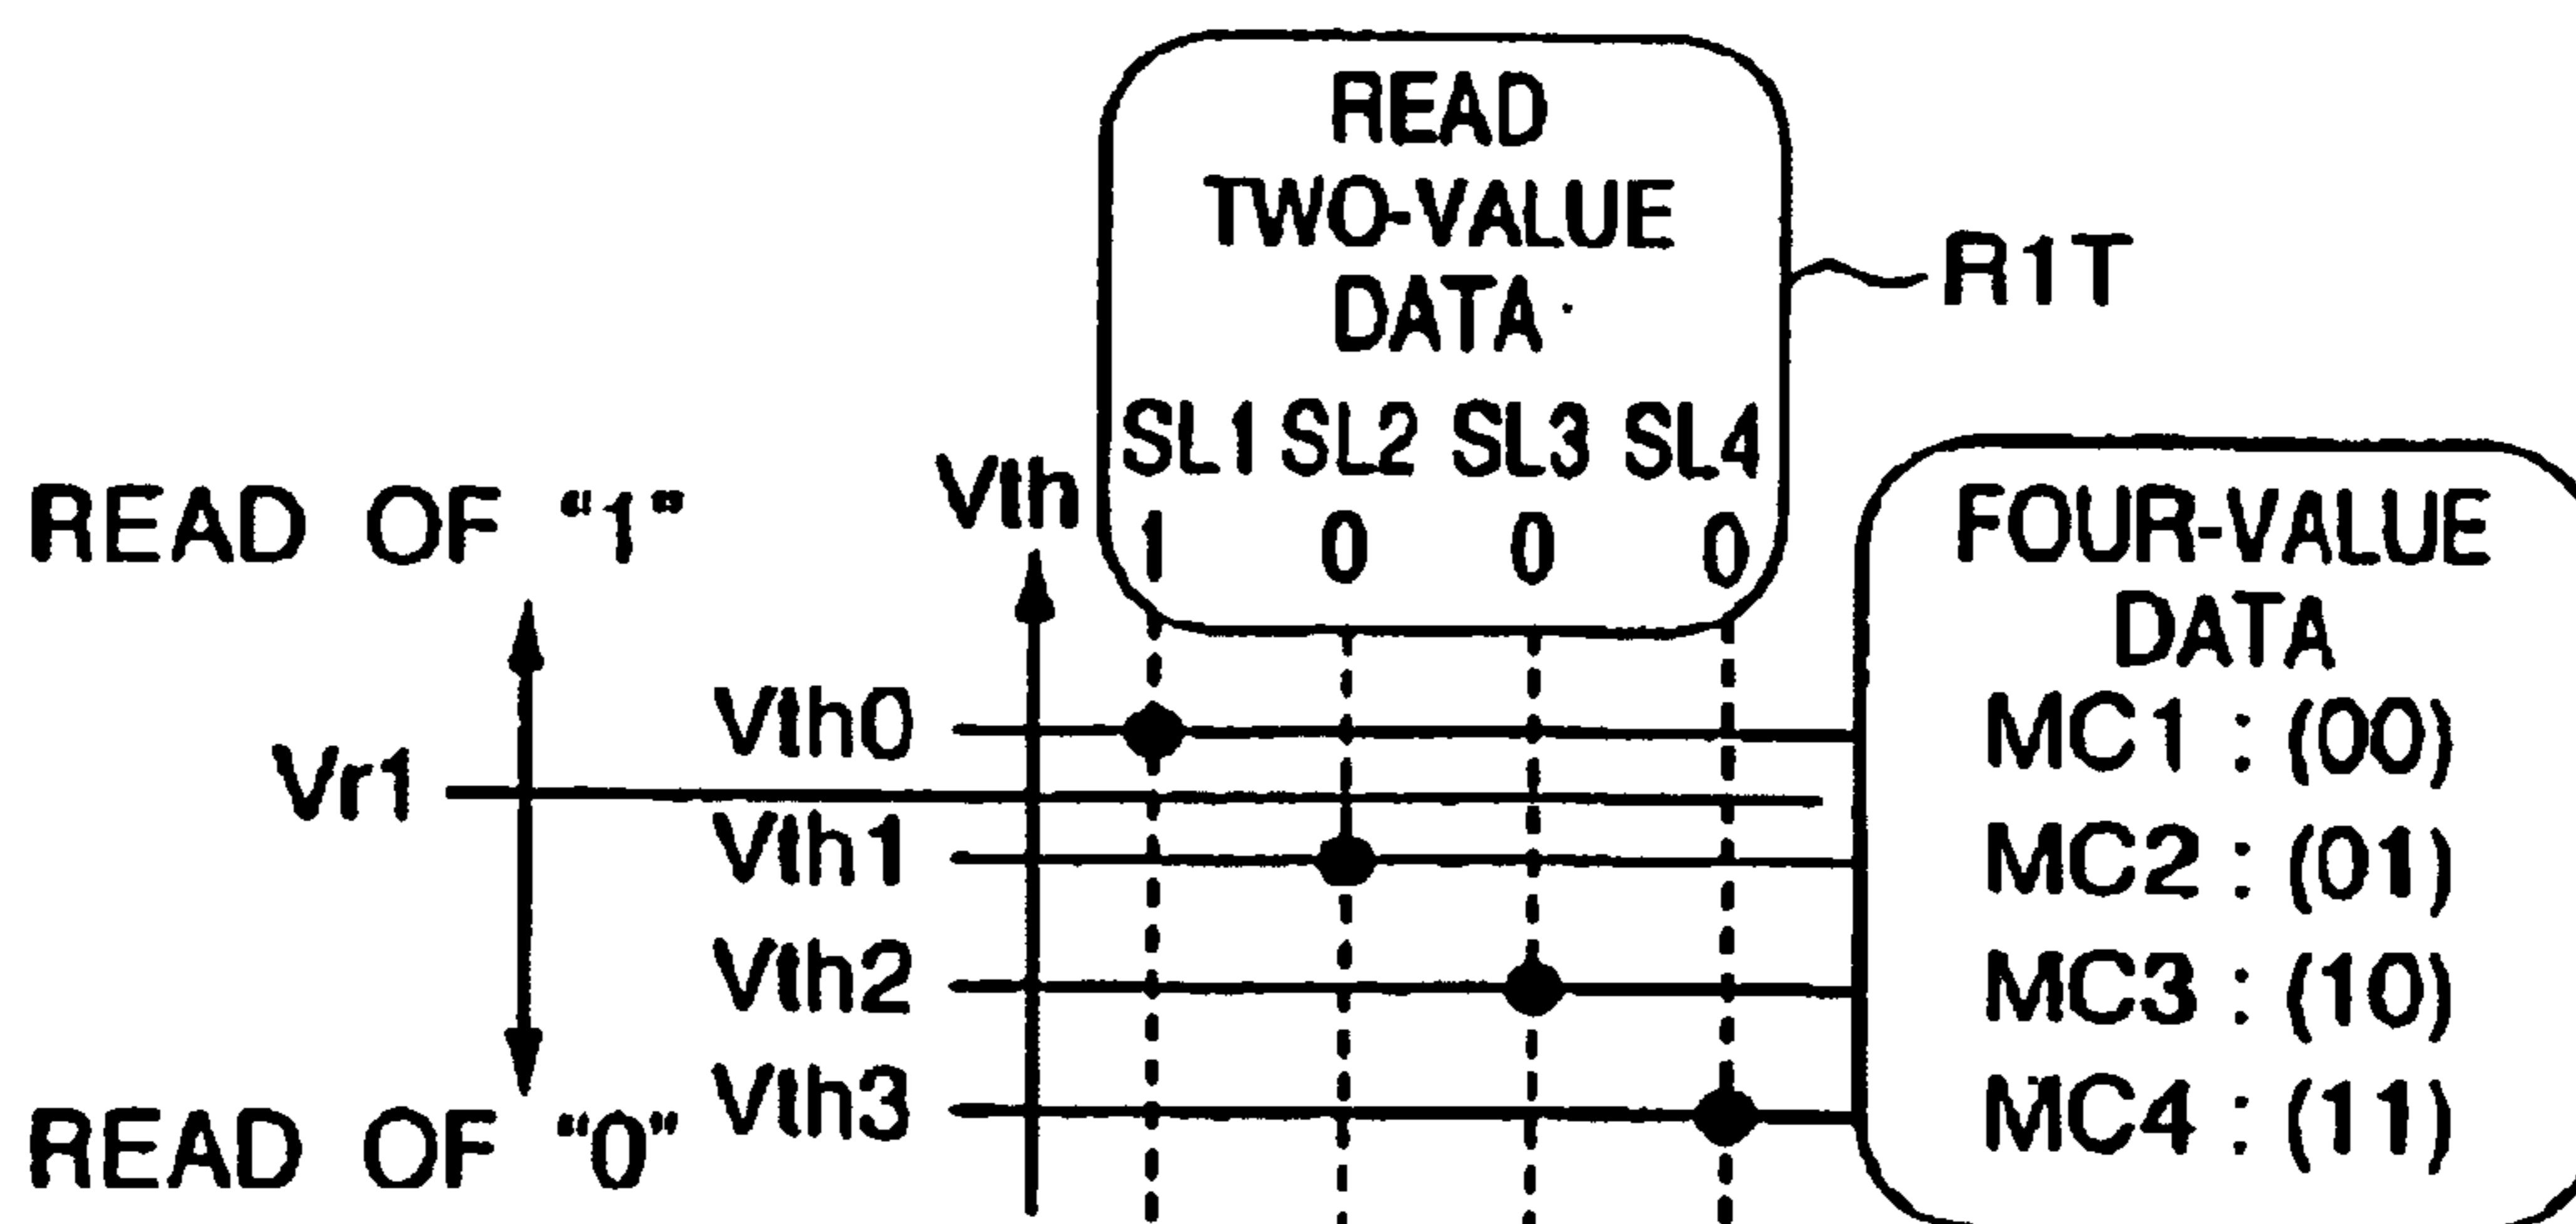 READ
TWO-VALUE
DATA
R1T
SL1 SL2 SL3 SL4
1 0 0 0
Vth
READ OF “1”
Vr1
READ OF “0”
Vth0
Vth1
Vth2
Vth3
FOUR-VALUE
DATA
MC1 : (00)
MC2 : (01)
MC3 : (10)
MC4 : (11)